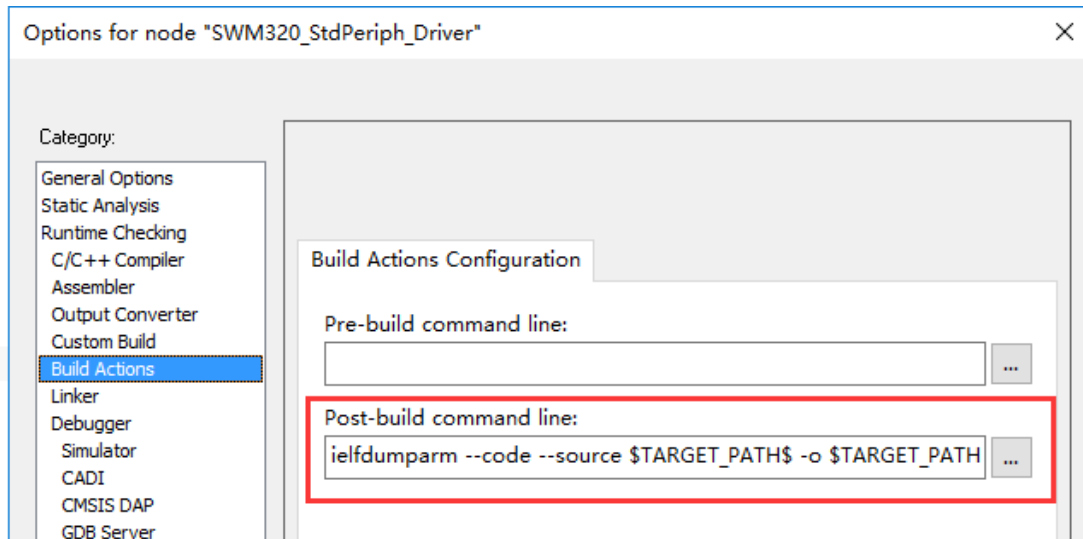 Options for node "SWM320_StdPeriph_Driver"
Category:
General Options
Static Analysis
Runtime Checking
C/C++ Compiler
Assembler
Output Converter
Custom Build
Build Actions
Linker
Debugger
Simulator
CADI
CMSIS DAP
GDB Server
Build Actions Configuration
Pre-build command line:
...
Post-build command line:
ielfdumparm --code --source $TARGET_PATH$ -o $TARGET_PATH
...